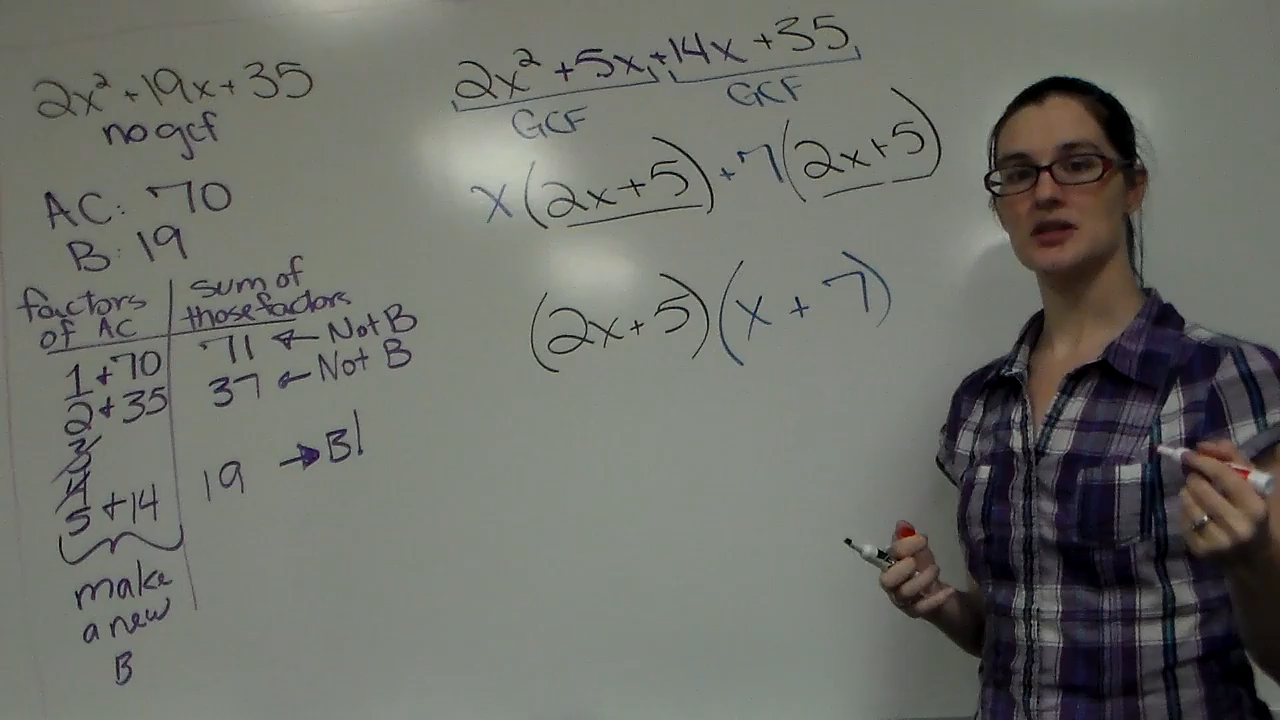 2x² + 19x + 35
no gcf
AC: 70
B: 19
factors of AC | sum of those factors
1 + 70 | 71 ← Not B
2 + 35 | 37 ← Not B
3
4
5 + 14 | 19 → B!
make
a new
B
2x² + 5x + 14x + 35
GCF GCF
x(2x + 5) + 7(2x + 5)
(2x + 5)(x + 7)